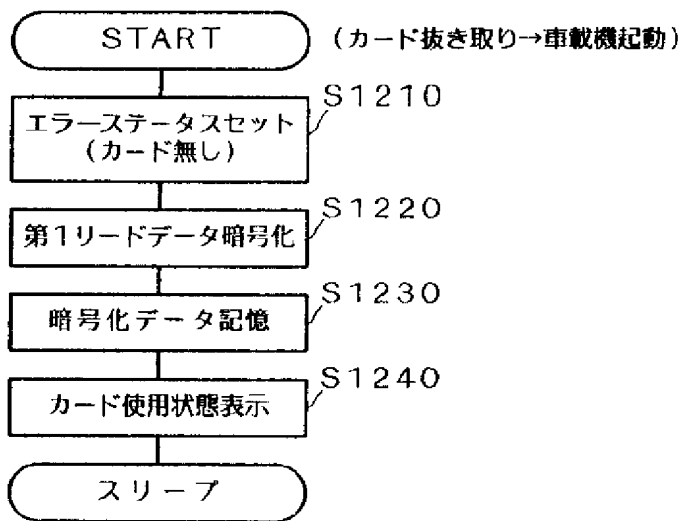 START (カード抜き取り→車載機起動)
S1210
エラーステータスセット
(カード無し)
S1220
第1リードデータ暗号化
S1230
暗号化データ記憶
S1240
カード使用状態表示
スリープ